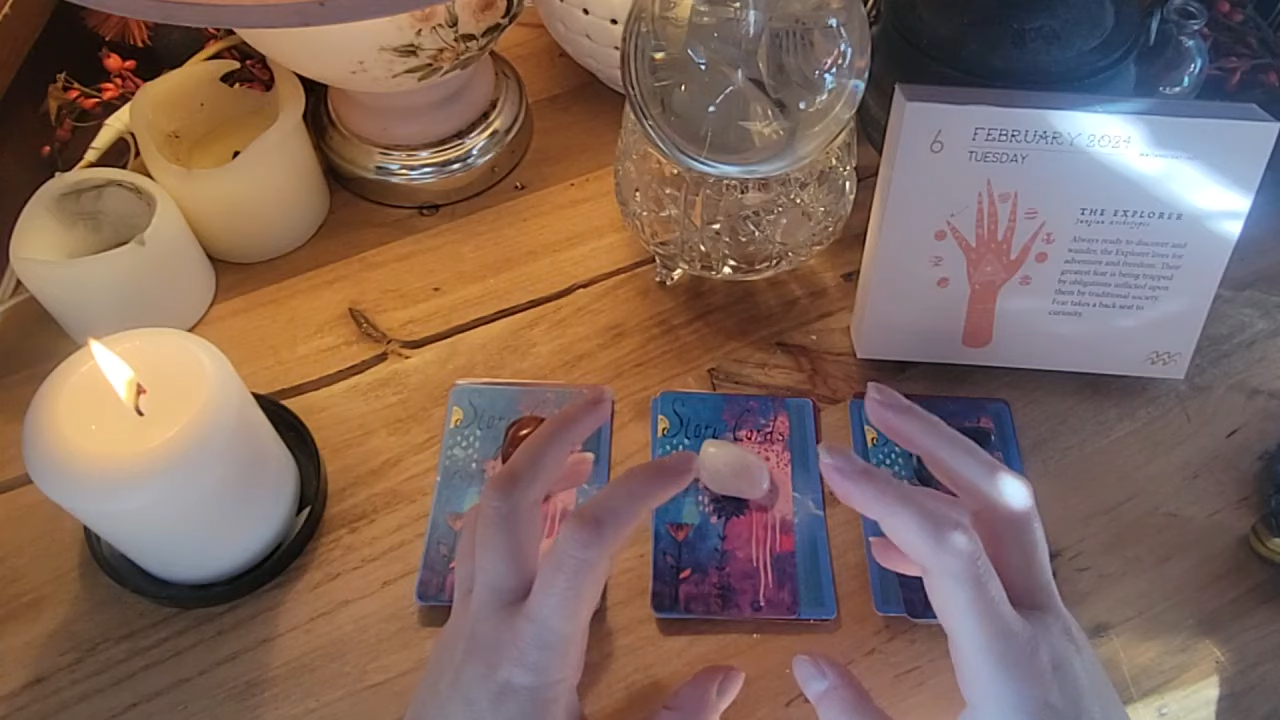 6
FEBRUARY 2024
TUESDAY
THE EXPLORER
Jungian Archetypes
Always ready to discover and
wander, the Explorer lives for
adventure and freedom. Their
greatest fear is being trapped
by obligations inflicted upon
them by traditional society.
Fear takes a back seat to
curiosity.
Story
Story Cards